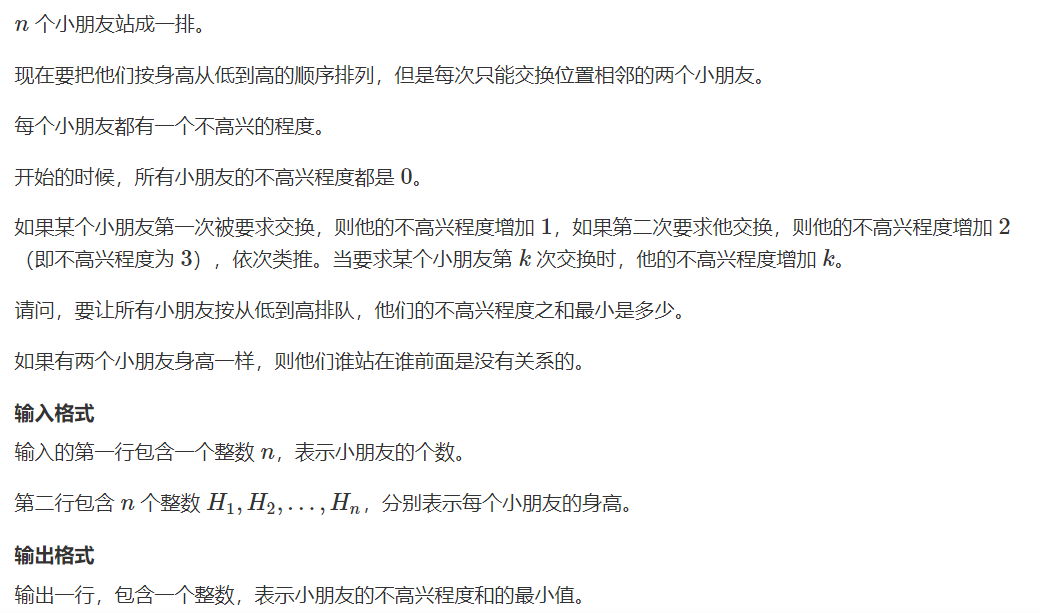 n 个小朋友站成一排。
现在要把他们按身高从低到高的顺序排列，但是每次只能交换位置相邻的两个小朋友。
每个小朋友都有一个不高兴的程度。
开始的时候，所有小朋友的不高兴程度都是 0。
如果某个小朋友第一次被要求交换，则他的不高兴程度增加 1，如果第二次要求他交换，则他的不高兴程度增加 2
（即不高兴程度为 3），依次类推。当要求某个小朋友第 k 次交换时，他的不高兴程度增加 k。
请问，要让所有小朋友按从低到高排队，他们的不高兴程度之和最小是多少。
如果有两个小朋友身高一样，则他们谁站在谁前面是没有关系的。
输入格式
输入的第一行包含一个整数 n，表示小朋友的个数。
第二行包含 n 个整数 H₁, H₂, …, Hₙ，分别表示每个小朋友的身高。
输出格式
输出一行，包含一个整数，表示小朋友的不高兴程度和的最小值。